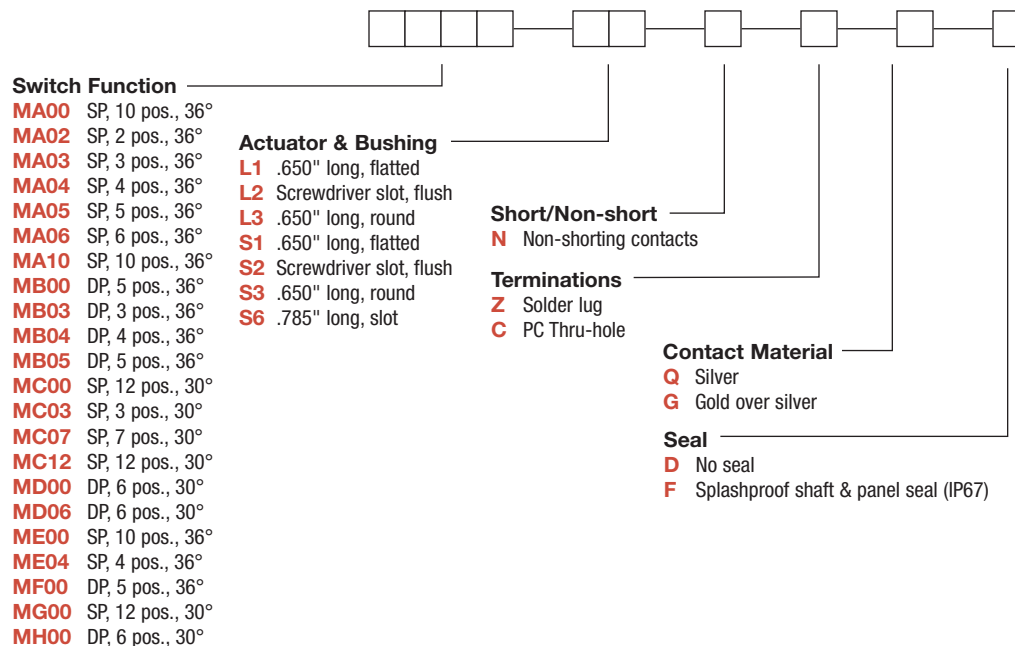 Switch Function
MA00 SP, 10 pos., 36°
MA02 SP, 2 pos., 36°
MA03 SP, 3 pos., 36°
MA04 SP, 4 pos., 36°
MA05 SP, 5 pos., 36°
MA06 SP, 6 pos., 36°
MA10 SP, 10 pos., 36°
MB00 DP, 5 pos., 36°
MB03 DP, 3 pos., 36°
MB04 DP, 4 pos., 36°
MB05 DP, 5 pos., 36°
MC00 SP, 12 pos., 30°
MC03 SP, 3 pos., 30°
MC07 SP, 7 pos., 30°
MC12 SP, 12 pos., 30°
MD00 DP, 6 pos., 30°
MD06 DP, 6 pos., 30°
ME00 SP, 10 pos., 36°
ME04 SP, 4 pos., 36°
MF00 DP, 5 pos., 36°
MG00 SP, 12 pos., 30°
MH00 DP, 6 pos., 30°
Actuator & Bushing
L1 .650" long, flatted
L2 Screwdriver slot, flush
L3 .650" long, round
S1 .650" long, flatted
S2 Screwdriver slot, flush
S3 .650" long, round
S6 .785" long, slot
Short/Non-short
N Non-shorting contacts
Terminations
Z Solder lug
C PC Thru-hole
Contact Material
Q Silver
G Gold over silver
Seal
D No seal
F Splashproof shaft & panel seal (IP67)